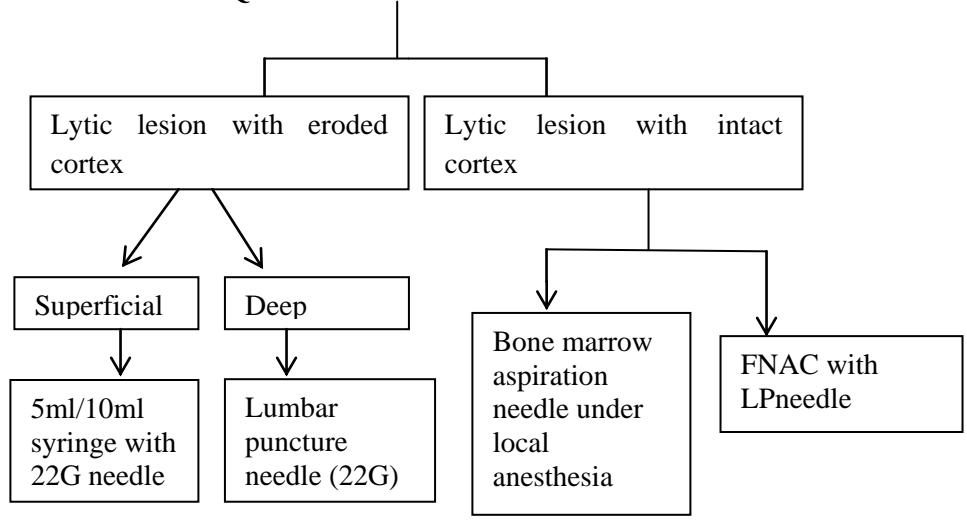 Lytic lesion with eroded
cortex
Lytic lesion with intact
cortex
Superficial
Deep
5ml/10ml
syringe with
22G needle
Lumbar
puncture
needle (22G)
Bone marrow
aspiration
needle under
local
anesthesia
FNAC with
LPneedle